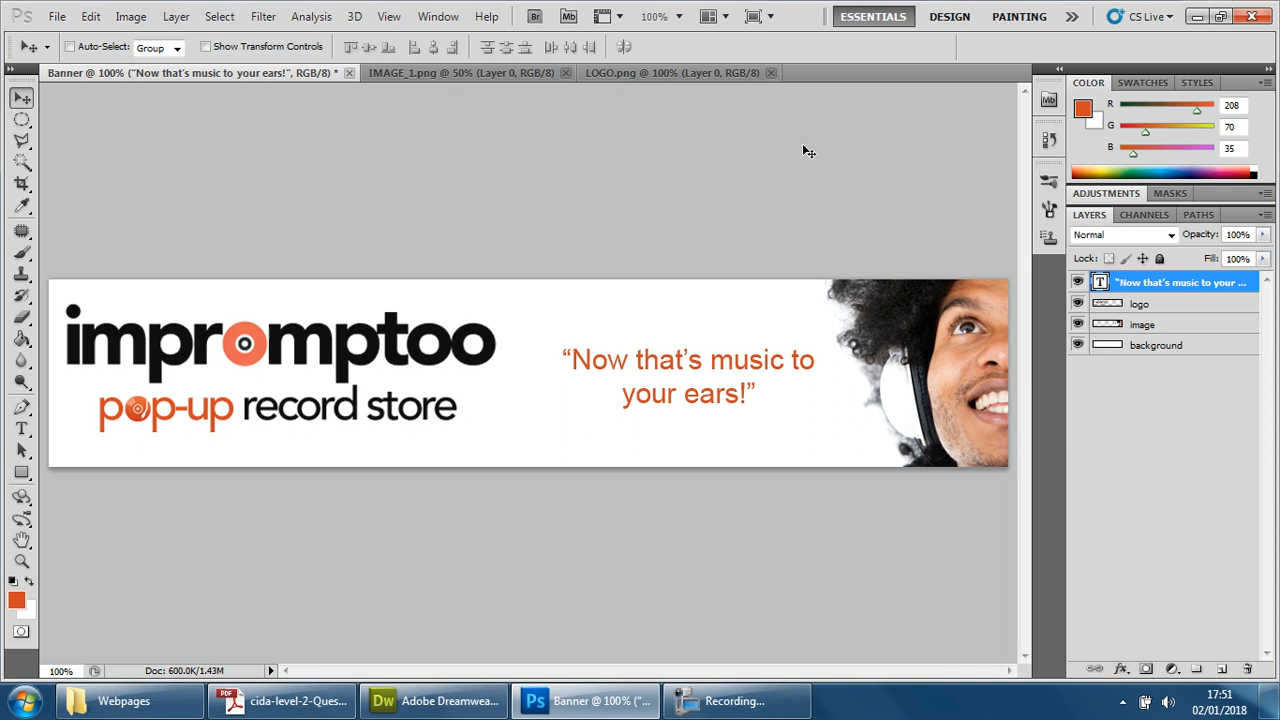 Ps File Edit Image Layer Select Filter Analysis 3D View Window Help Br Mb 100% ESSENTIALS DESIGN PAINTING CS Live
Auto-Select: Group Show Transform Controls
Banner @ 100% (“Now that’s music to your ears!”, RGB/8) * IMAGE_1.png @ 50% (Layer 0, RGB/8) LOGO.png @ 100% (Layer 0, RGB/8)
COLOR SWATCHES STYLES
Mb
R 208
G 70
B 35
ADJUSTMENTS MASKS
LAYERS CHANNELS PATHS
Normal Opacity: 100%
Lock: Fill: 100%
T “Now that’s music to your ...
logo
image
background
impromptoo
pop-up record store
“Now that’s music to
your ears!”
T
fx
100% Doc: 600.0K/1.43M
Webpages
PDF cida-level-2-Ques...
Dw Adobe Dreamwea...
Ps Banner @ 100% (“...
Recording...
17:51
02/01/2018